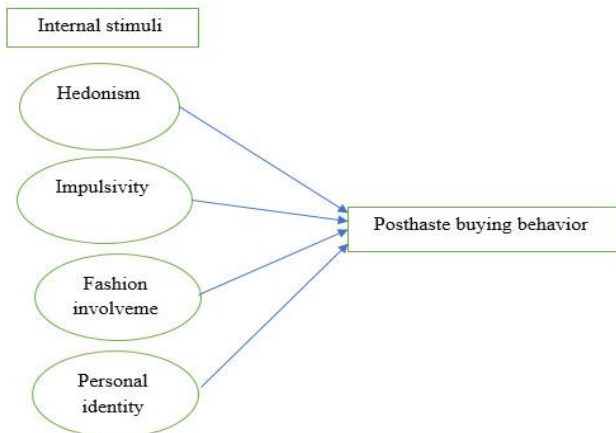 Internal stimuli
Hedonism
Impulsivity
Posthaste buying behavior
Fashion
involveme
Personal
identity